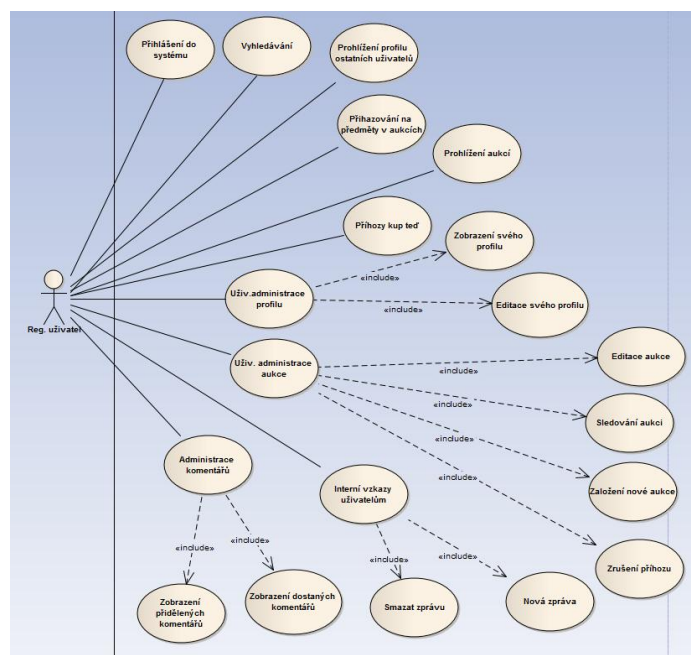 Přihlášení do
systému
Vyhledávání
Prohlížení profilu
ostatních uživatelů
Přihazování na
předměty v aukcích
Prohlížení aukcí
Příhozy kup teď
Zobrazení svého
profilu
«include»
Uživ.administrace
profilu
«include»
Editace svého profilu
Reg. uživatel
Uživ. administrace
aukce
«include»
Editace aukce
«include»
Sledování aukcí
«include»
Založení nové aukce
«include»
Zrušení příhozu
Administrace
komentářů
Interní vzkazy
uživatelům
«include»
«include»
«include»
«include»
Zobrazení
přidělených
komentářů
Zobrazení dostaných
komentářů
Smazat zprávu
Nová zpráva